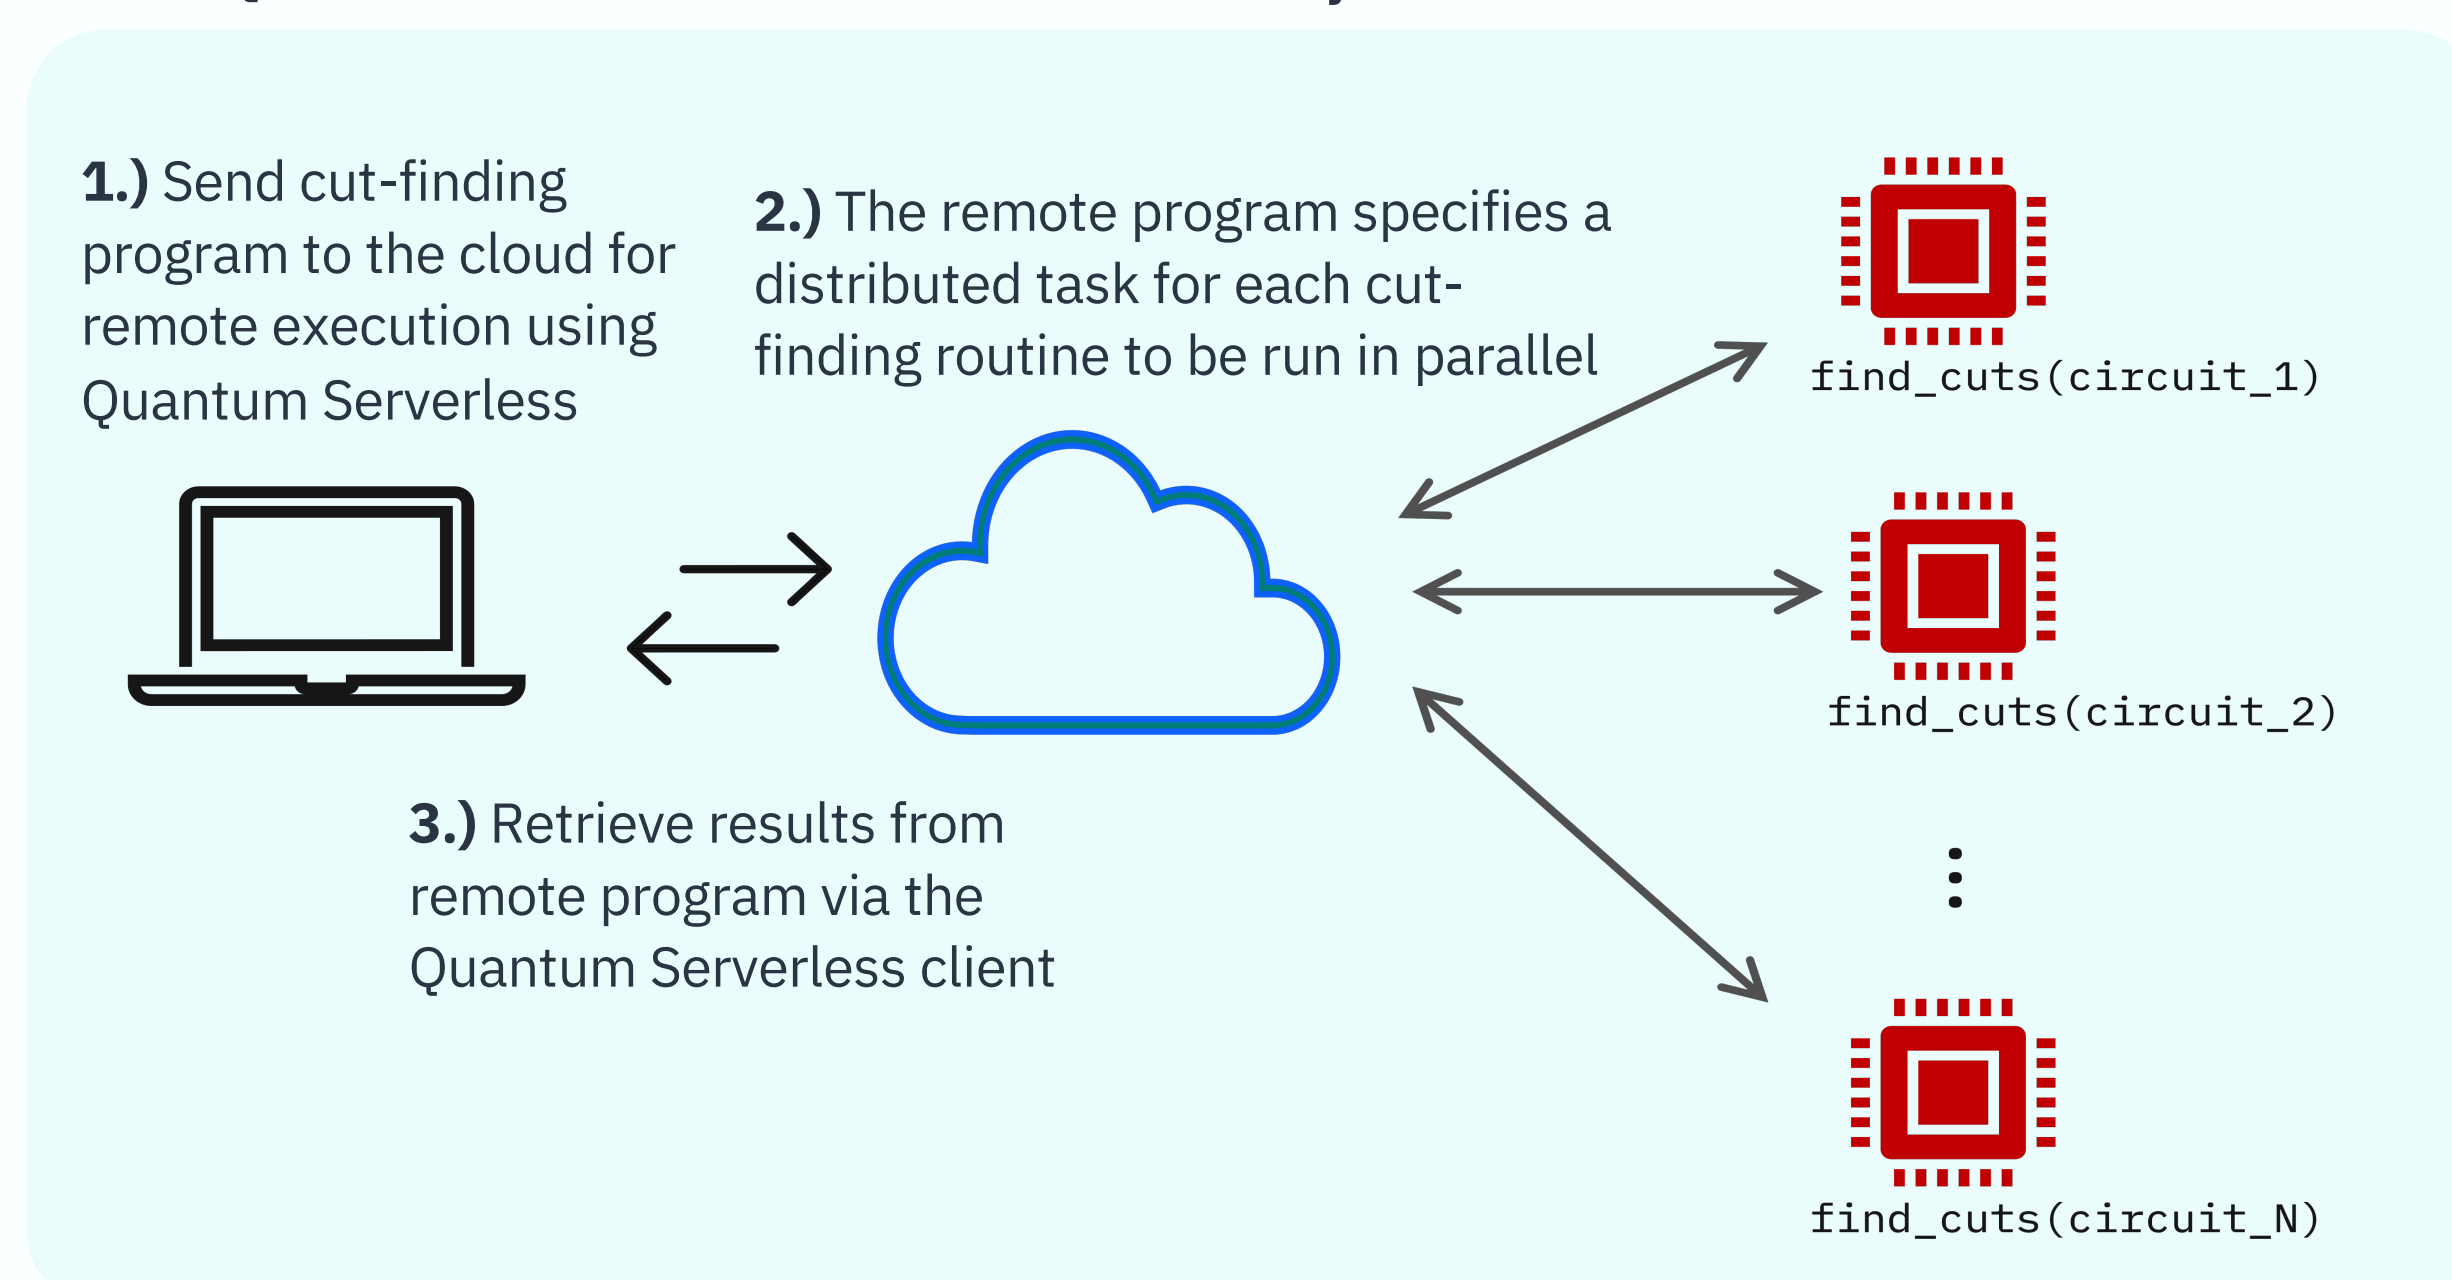 1.) Send cut-finding
program to the cloud for
remote execution using
Quantum Serverless
2.) The remote program specifies a
distributed task for each cut-
finding routine to be run in parallel
find_cuts(circuit_1)
find_cuts(circuit_2)
3.) Retrieve results from
remote program via the
Quantum Serverless client
find_cuts(circuit_N)